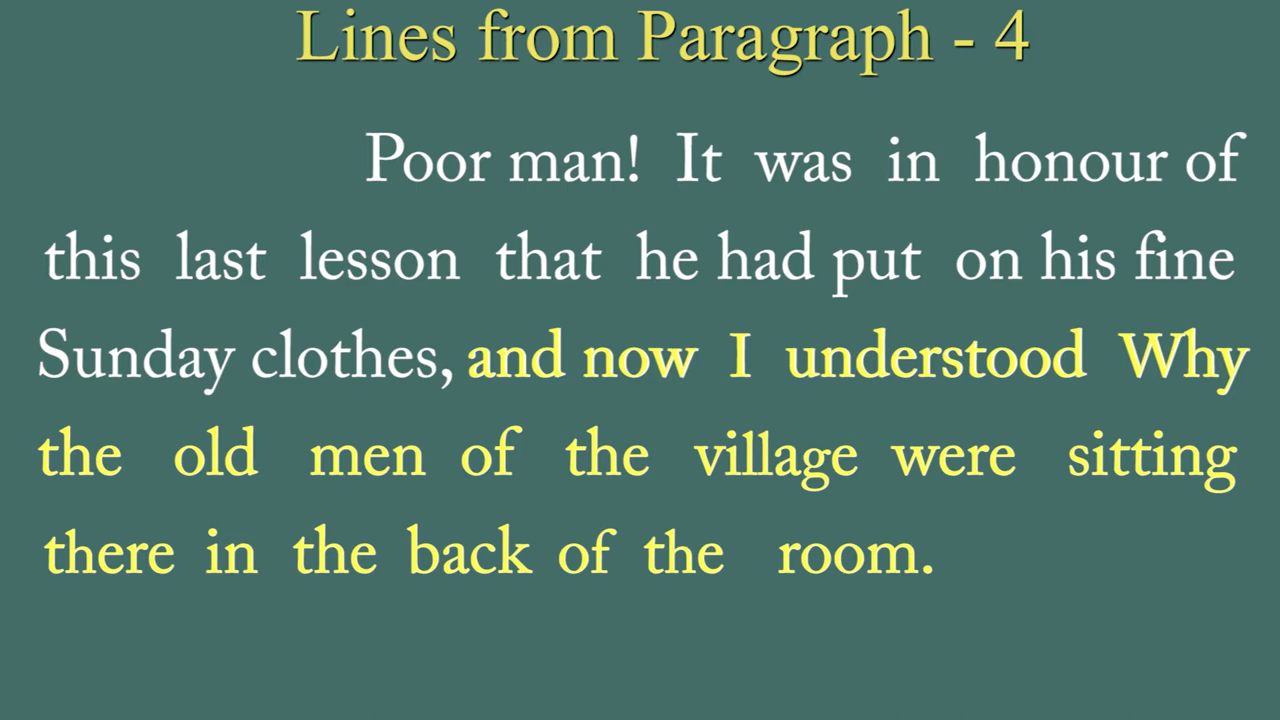 Lines from Paragraph - 4
Poor man! It was in honour of
this last lesson that he had put on his fine
Sunday clothes, and now I understood Why
the old men of the village were sitting
there in the back of the room.